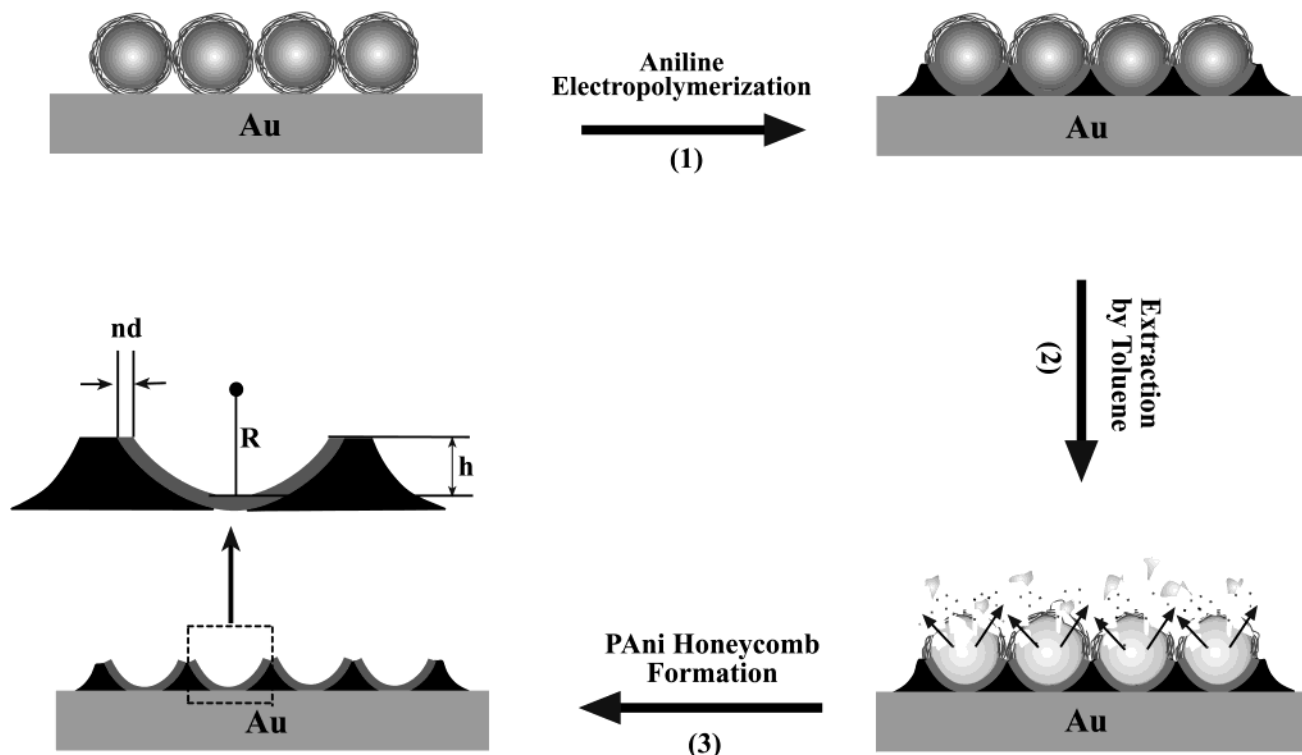 Au
Aniline
Electropolymerization
(1)
Au
Extraction
by Toluene
(2)
nd
R
h
Au
PAni Honeycomb
Formation
(3)
Au